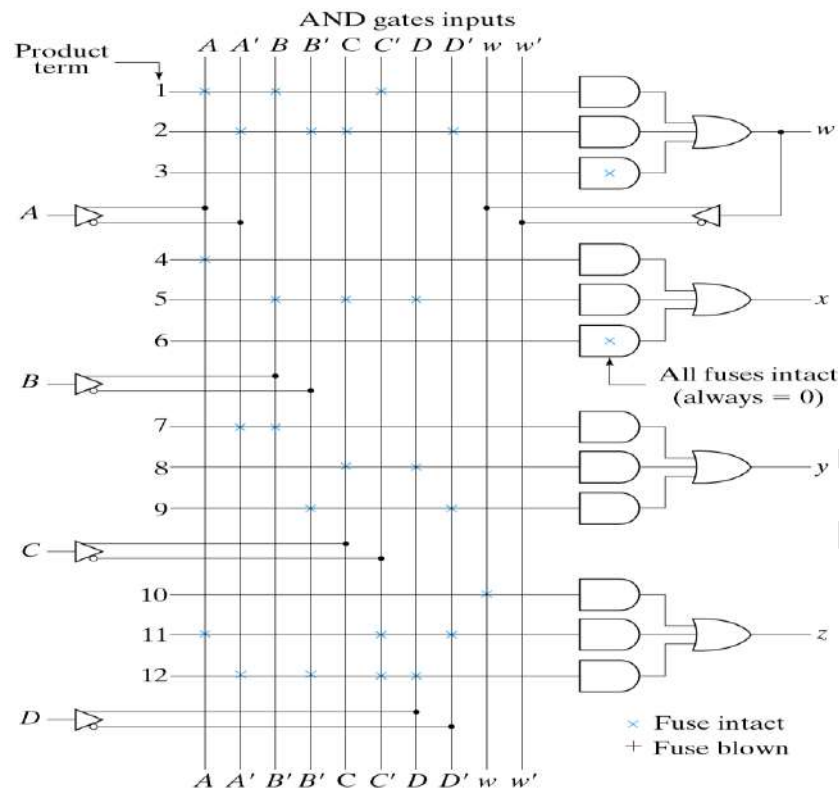 AND gates inputs
A A' B B' C C' D D' w w'
Product
term
1
w
2
3
A
4
x
5
6
All fuses intact
(always = 0)
B
7
y
8
9
C
10
z
11
12
D
× Fuse intact
+ Fuse blown
A A' B' B' C C' D D' w w'